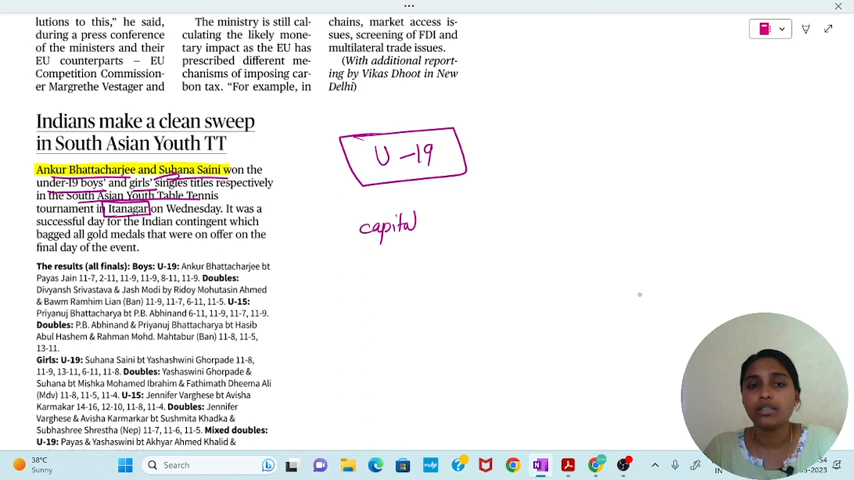 lutions to this," he said,
during a press conference
of the ministers and their
EU counterparts – EU
Competition Commission-
er Margrethe Vestager and
The ministry is still cal-
culating the likely mone-
tary impact as the EU has
prescribed different me-
chanisms of imposing car-
bon tax. "For example, in
chains, market access is-
sues, screening of FDI and
multilateral trade issues.
(With additional report-
ing by Vikas Dhoot in New
Delhi)
Indians make a clean sweep
in South Asian Youth TT
Ankur Bhattacharjee and Suhana Saini won the
under-19 boys' and girls' singles titles respectively
in the South Asian Youth Table Tennis
tournament in Itanagar on Wednesday. It was a
successful day for the Indian contingent which
bagged all gold medals that were on offer on the
final day of the event.
The results (all finals): Boys: U-19: Ankur Bhattacharjee bt
Payas Jain 11-7, 2-11, 11-9, 11-9, 8-11, 11-9. Doubles:
Divyansh Srivastava & Jash Modi by Ridoy Mohutasin Ahmed
& Bawm Ramhim Lian (Ban) 11-9, 11-7, 6-11, 11-5. U-15:
Priyanuj Bhattacharya bt P.B. Abhinand 6-11, 11-9, 11-7, 11-9.
Doubles: P.B. Abhinand & Priyanuj Bhattacharya bt Hasib
Abul Hashem & Rahman Mohd. Mahtabur (Ban) 11-8, 11-5,
13-11.
Girls: U-19: Suhana Saini bt Yashashwini Ghorpade 11-8,
11-9, 13-11, 6-11, 11-8. Doubles: Yashaswini Ghorpade &
Suhana bt Mishka Mohamed Ibrahim & Fathimath Dheema Ali
(Mdv) 11-8, 11-5, 11-4. U-15: Jennifer Varghese bt Avisha
Karmakar 14-16, 12-10, 11-8, 11-4. Doubles: Jennifer
Varghese & Avisha Karmarkar bt Sushmita Khadka &
Subhashree Shrestha (Nep) 11-7, 11-6, 11-5. Mixed doubles:
U-19: Payas & Yashaswini bt Akhyar Ahmed Khalid &
U-19
capital
38°C
Sunny
Search
IN
54
-2023